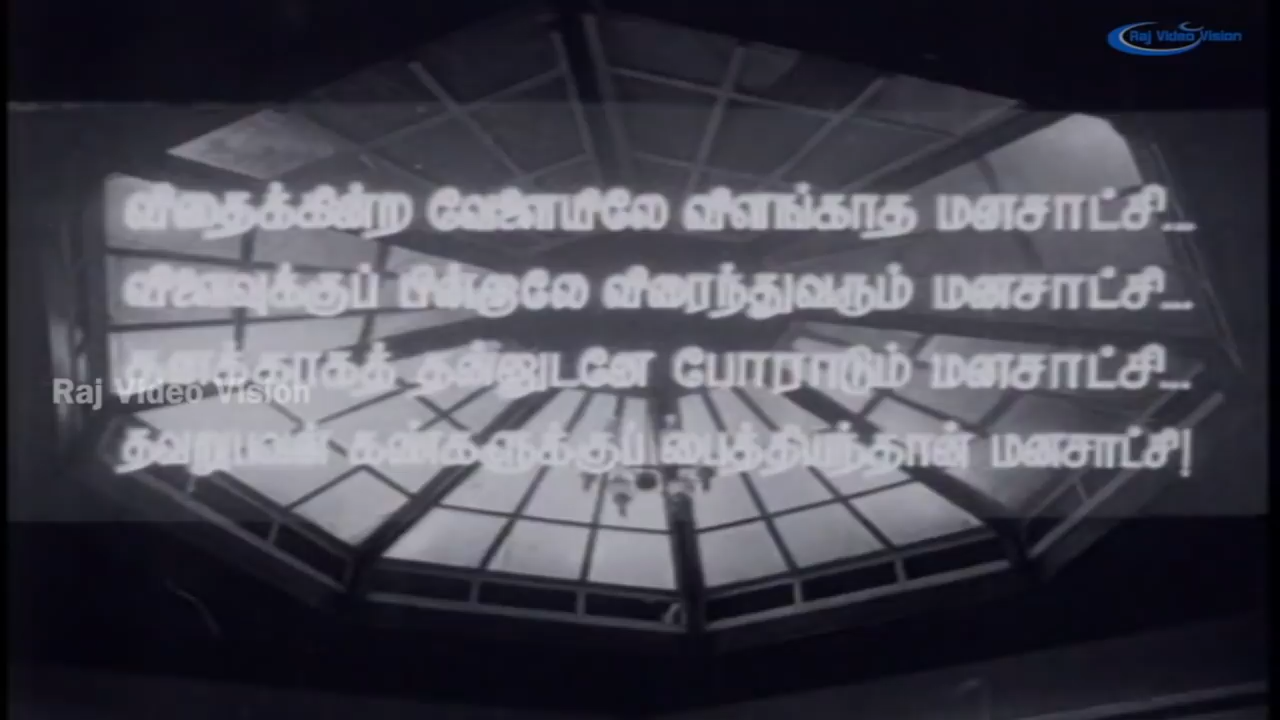 Raj Video Vision
விதைக்கின்ற வேளையிலே விளங்காத மனசாட்சி...
விளைவுக்குப் பின்னாலே விரைந்துவரும் மனசாட்சி...
தனக்காகத் தன்னுடனே போராடும் மனசாட்சி...
Raj Video Vision
கண்களுக்குப் பைத்தியந்தான் மனசாட்சி!